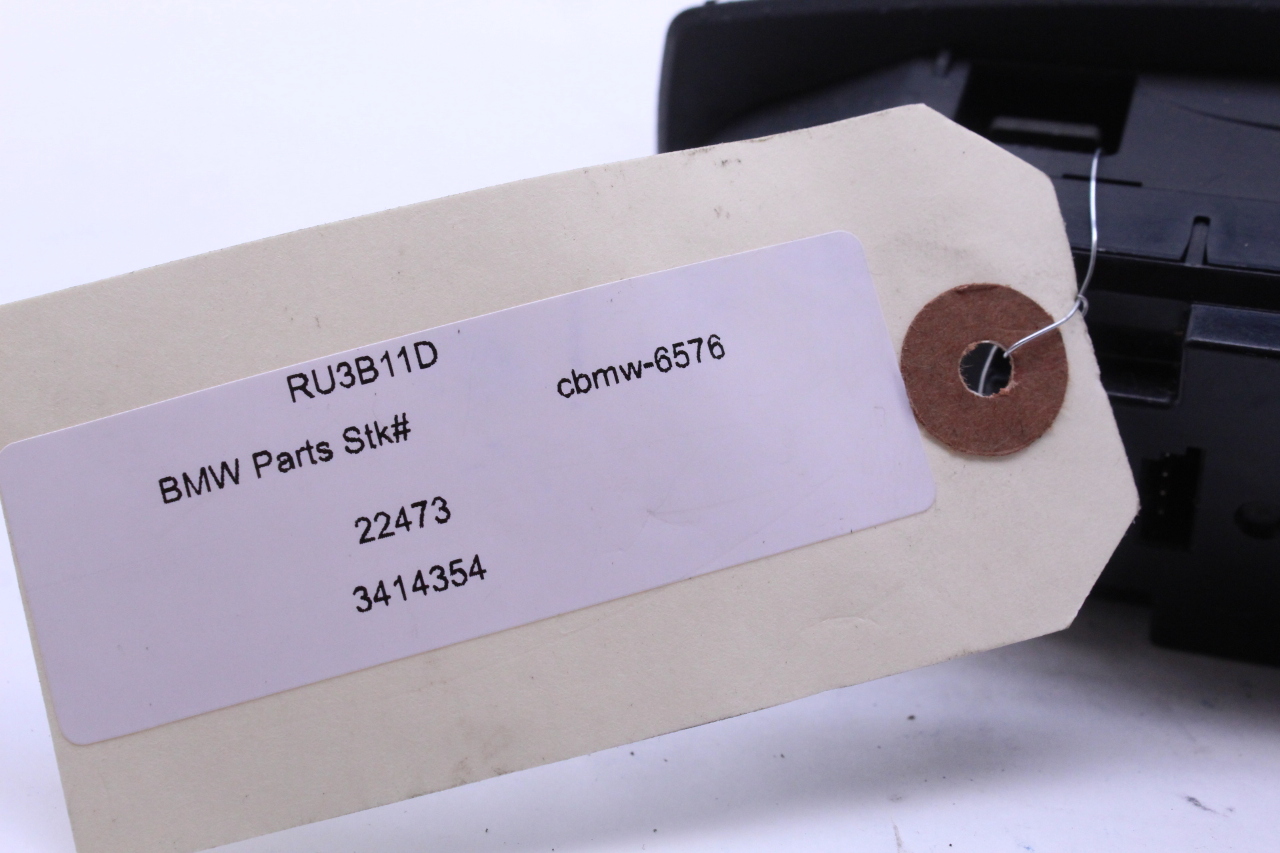 RU3B11D
cbmw-6576
BMW Parts Stk#
22473
3414354